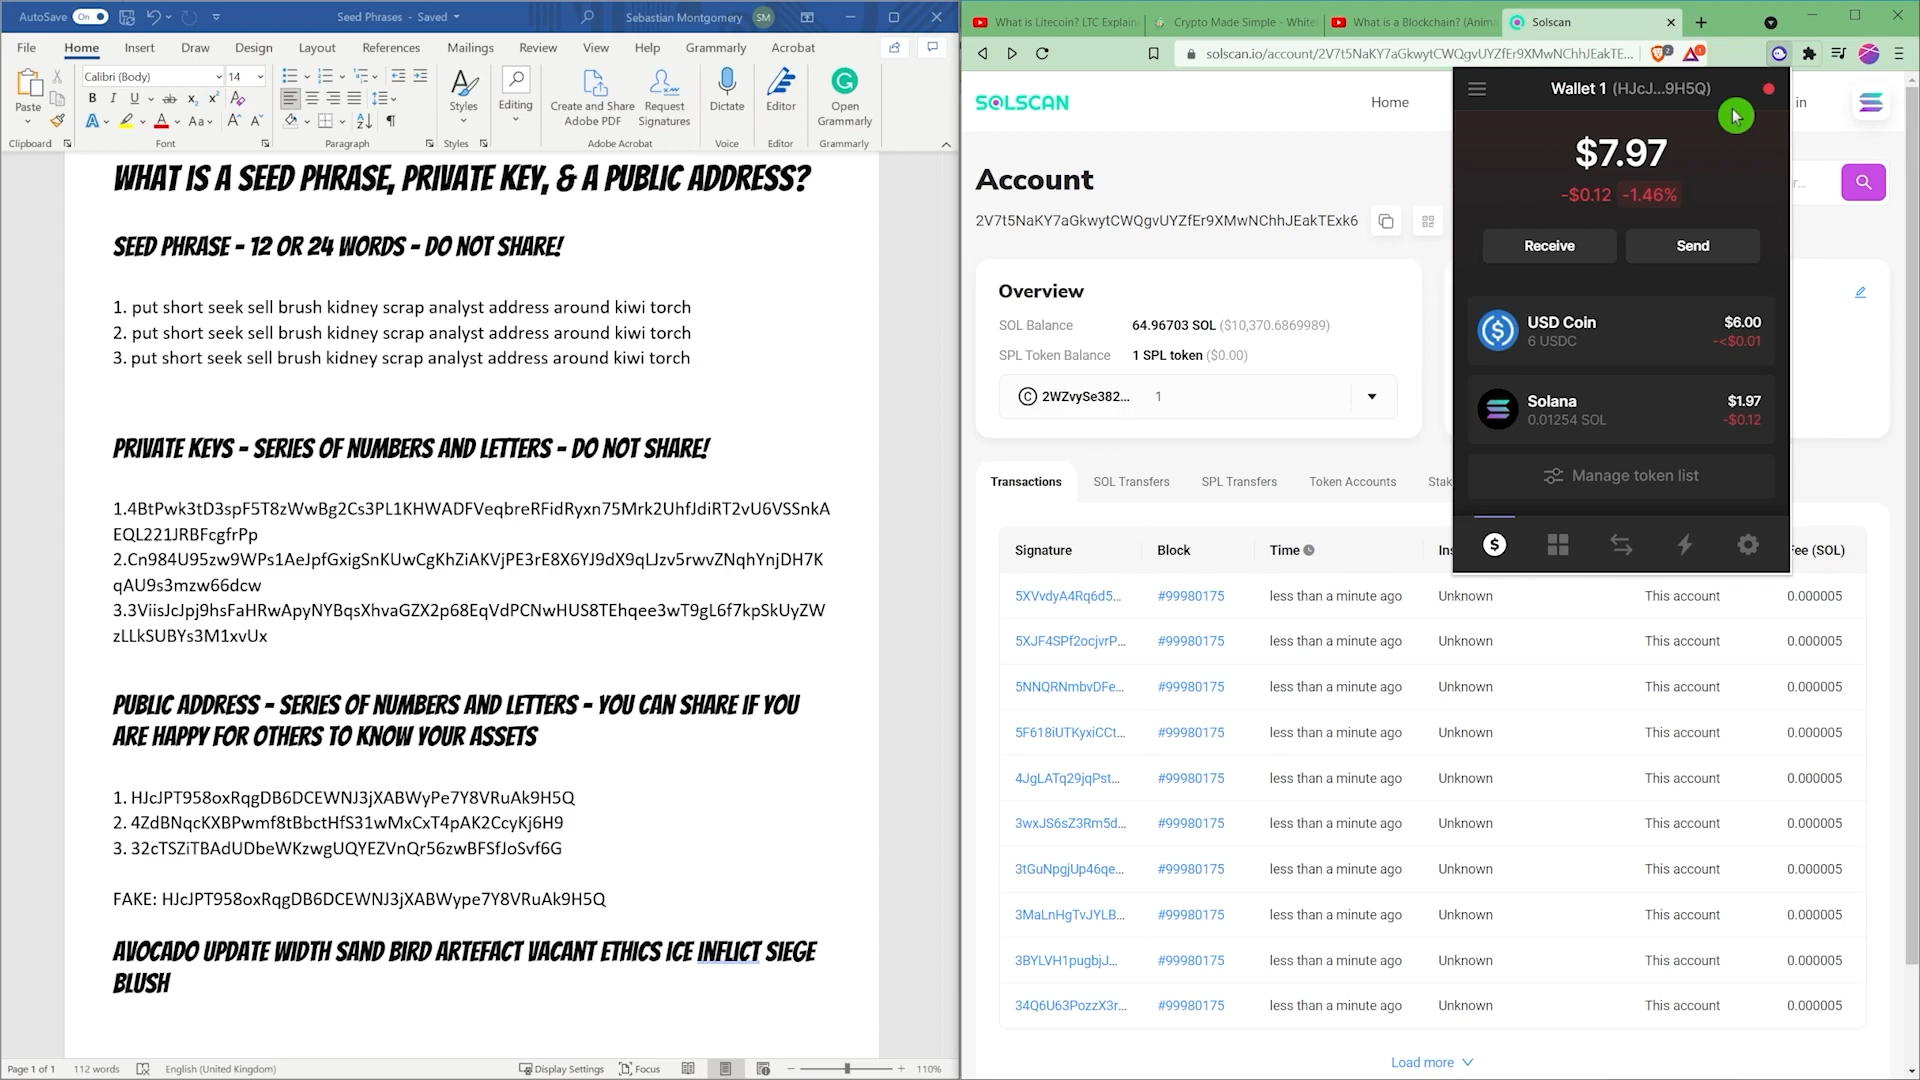 AutoSave On Seed Phrases - Saved Sebastian Montgomery SM
File Home Insert Draw Design Layout References Mailings Review View Help Grammarly Acrobat
Calibri (Body) 14
Paste Styles Editing Create and Share Adobe PDF Request Signatures Dictate Editor Open Grammarly
Clipboard Font Paragraph Styles Adobe Acrobat Voice Editor Grammarly
WHAT IS A SEED PHRASE, PRIVATE KEY, & A PUBLIC ADDRESS?
SEED PHRASE - 12 OR 24 WORDS - DO NOT SHARE!
1. put short seek sell brush kidney scrap analyst address around kiwi torch
2. put short seek sell brush kidney scrap analyst address around kiwi torch
3. put short seek sell brush kidney scrap analyst address around kiwi torch
PRIVATE KEYS - SERIES OF NUMBERS AND LETTERS - DO NOT SHARE!
1.4BtPwk3tD3spF5T8zWwBg2Cs3PL1KHWADFVeqbreRFidRyxn75Mrk2UhfJdiRT2vU6VSSnkA
EQL221JRBFcgfrPp
2.Cn984U95zw9WPs1AeJpfGxigSnKUwCgKhZiAKVjPE3rE8X6YJ9dX9qLJzv5rwvZNqhYnjDH7K
qAU9s3mzw66dcw
3.3ViisJcJpj9hsFaHRwApyNYBqsXhvaGZX2p68EqVdPCNwHUS8TEhqee3wT9gL6f7kpSkUyZW
zLLkSUBYs3M1xvUx
PUBLIC ADDRESS - SERIES OF NUMBERS AND LETTERS - YOU CAN SHARE IF YOU
ARE HAPPY FOR OTHERS TO KNOW YOUR ASSETS
1. HJcJPT958oxRqgDB6DCEWNJ3jXABWyPe7Y8VRuAk9H5Q
2. 4ZdBNqcKXBPwmf8tBbctHfS31wMxCxT4pAK2CcyKj6H9
3. 32cTSZiTBAdUDbeWKzwgUQYEZVnQr56zwBFSfJoSvf6G
FAKE: HJcJPT958oxRqgDB6DCEWNJ3jXABWype7Y8VRuAk9H5Q
AVOCADO UPDATE WIDTH SAND BIRD ARTEFACT VACANT ETHICS ICE INFLICT SIEGE
BLUSH
Page 1 of 1 112 words English (United Kingdom) Display Settings Focus 110%
What is Litecoin? LTC Explain Crypto Made Simple - White What is a Blockchain? (Anima Solscan
solscan.io/account/2V7t5NaKY7aGkwytCWQgvUYZfEr9XMwNChhJEakTE...
SOLSCAN Home in
Account
2V7t5NaKY7aGkwytCWQgvUYZfEr9XMwNChhJEakTExk6
Overview
SOL Balance 64.96703 SOL ($10,370.6869989)
SPL Token Balance 1 SPL token ($0.00)
2WZvySe382... 1
Transactions SOL Transfers SPL Transfers Token Accounts Stak
Signature Block Time Ins Fee (SOL)
5XVvdyA4Rq6d5... #99980175 less than a minute ago Unknown This account 0.000005
5XJF4SPf2ocjvrP... #99980175 less than a minute ago Unknown This account 0.000005
5NNQRNmbvDFe... #99980175 less than a minute ago Unknown This account 0.000005
5F618iUTKyxiCCt... #99980175 less than a minute ago Unknown This account 0.000005
4JgLATq29jqPst... #99980175 less than a minute ago Unknown This account 0.000005
3wxJS6sZ3Rm5d... #99980175 less than a minute ago Unknown This account 0.000005
3tGuNpgjUp46qe... #99980175 less than a minute ago Unknown This account 0.000005
3MaLnHgTvJYLB... #99980175 less than a minute ago Unknown This account 0.000005
3BYLVH1pugbjJ... #99980175 less than a minute ago Unknown This account 0.000005
34Q6U63PozzX3r... #99980175 less than a minute ago Unknown This account 0.000005
Load more
Wallet 1 (HJcJ...9H5Q)
$7.97
-$0.12 -1.46%
Receive Send
USD Coin $6.00
6 USDC -<$0.01
Solana $1.97
0.01254 SOL -$0.12
Manage token list